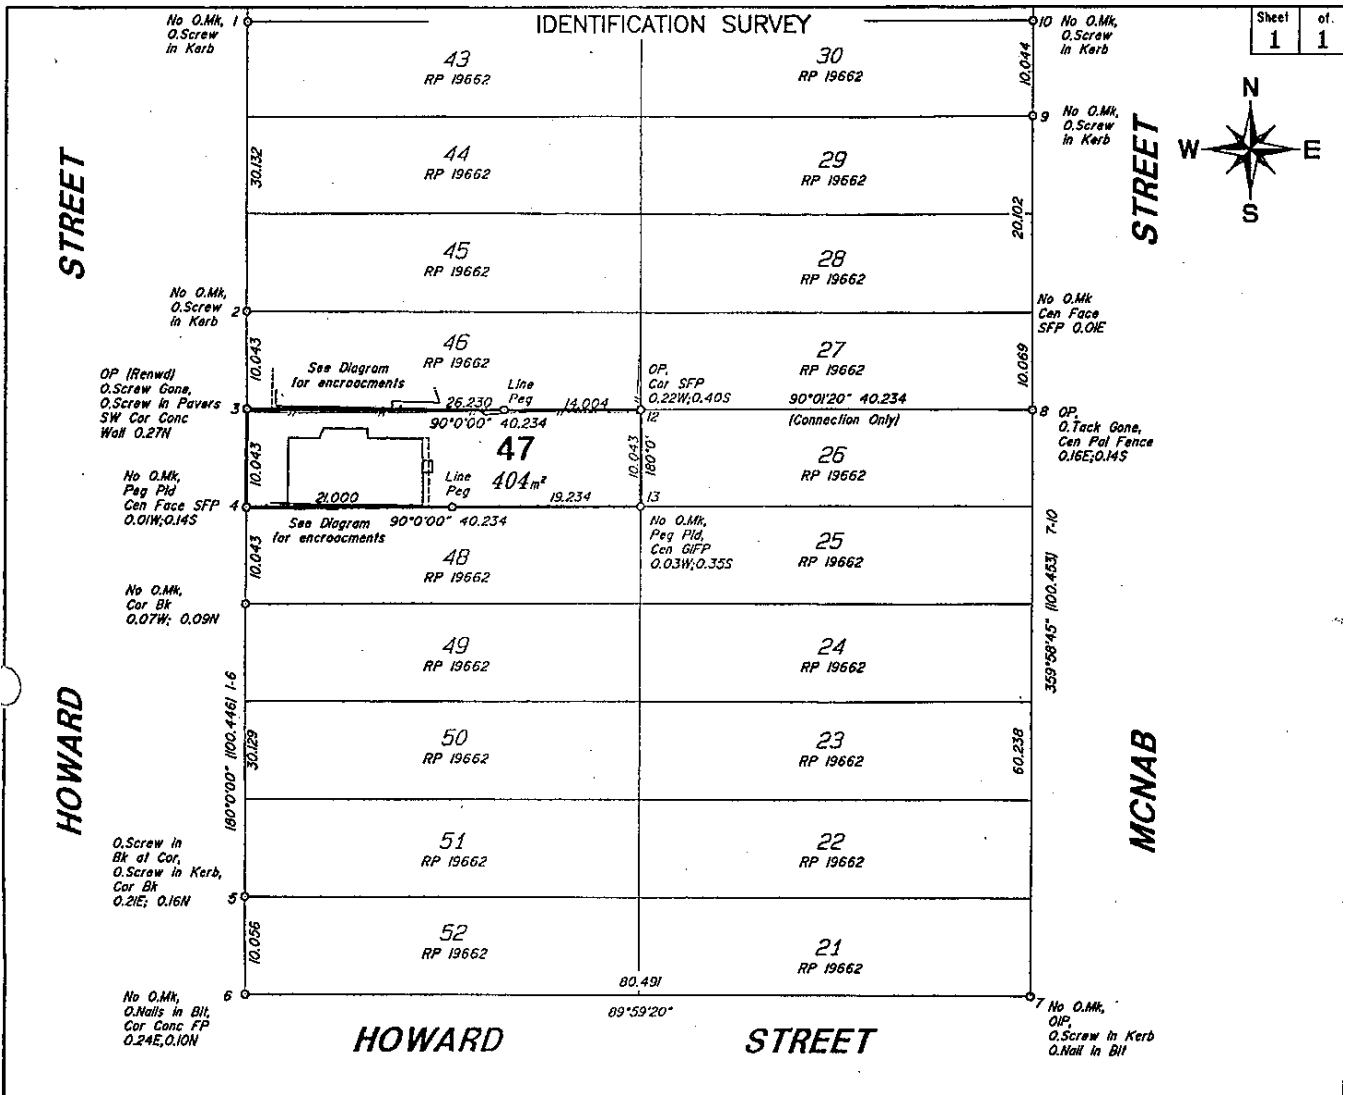 IDENTIFICATION SURVEY
Sheet of.
1 1
N
W E
S
No O.Mk, 1
O.Screw
in Kerb
10 No O.Mk,
O.Screw
in Kerb
43
RP 19662
30
RP 19662
10.044
9 No O.Mk,
O.Screw
in Kerb
STREET
STREET
30.132
44
RP 19662
29
RP 19662
20.102
45
RP 19662
28
RP 19662
No O.Mk,
O.Screw 2
in Kerb
No O.Mk
Cen Face
SFP 0.01E
10.043
46
RP 19662
27
RP 19662
10.069
See Diagram
for encroacments
OP (Renwd)
O.Screw Gone,
O.Screw in Pavers
SW Cor Conc
Wall 0.27N
3
26.230
Line
Peg
14.004
90°0'00" 40.234
OP,
Cor SFP
0.22W;0.40S
12
90°01'20" 40.234
(Connection Only)
8 OP,
O.Tack Gone,
Cen Pal Fence
0.16E;0.14S
10.043
47
404m²
10.043
180°0'
26
RP 19662
No O.Mk,
Peg Pld
Cen Face SFP
0.01W;0.14S
4
21.000
Line
Peg
19.234
13
90°0'00" 40.234
See Diagram
for encroacments
No O.Mk,
Peg Pld,
Cen GIFP
0.03W;0.35S
10.043
48
RP 19662
25
RP 19662
359°58'45" (100.453) 7-10
No O.Mk,
Cor Bk
0.07W; 0.09N
49
RP 19662
24
RP 19662
180°0'00" (100.446) 1-6
HOWARD
MCNAB
30.129
50
RP 19662
23
RP 19662
60.238
O.Screw in
Bk at Cor,
O.Screw in Kerb,
Cor Bk
0.21E; 0.16N
5
51
RP 19662
22
RP 19662
10.056
52
RP 19662
21
RP 19662
80.491
89°59'20"
6
No O.Mk,
O.Nails in Bit,
Cor Conc FP
0.24E,0.10N
7 No O.Mk,
OIP,
O.Screw in Kerb
O.Nail in Bit
HOWARD STREET